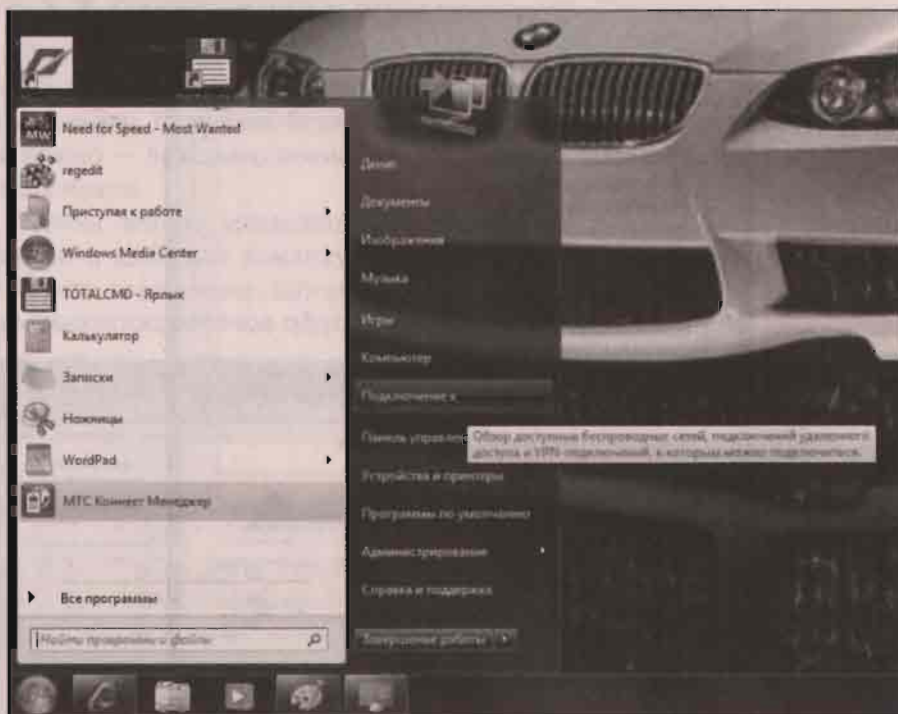 MW
Need for Speed - Most Wanted
regedit
Приступая к работе
Windows Media Center
TOTALCMD - Ярлык
Калькулятор
Записки
Ножницы
WordPad
МТС Коннект Менеджер
Все программы
Найти программы и файлы
Денис
Документы
Изображения
Музыка
Игры
Компьютер
Подключение к
Панель управлен
Обзор доступных беспроводных сетей, подключений удаленного
доступа и VPN-подключений, к которым можно подключиться.
Устройства и принтеры
Программы по умолчанию
Администрирование
Справка и поддержка
Завершение работы